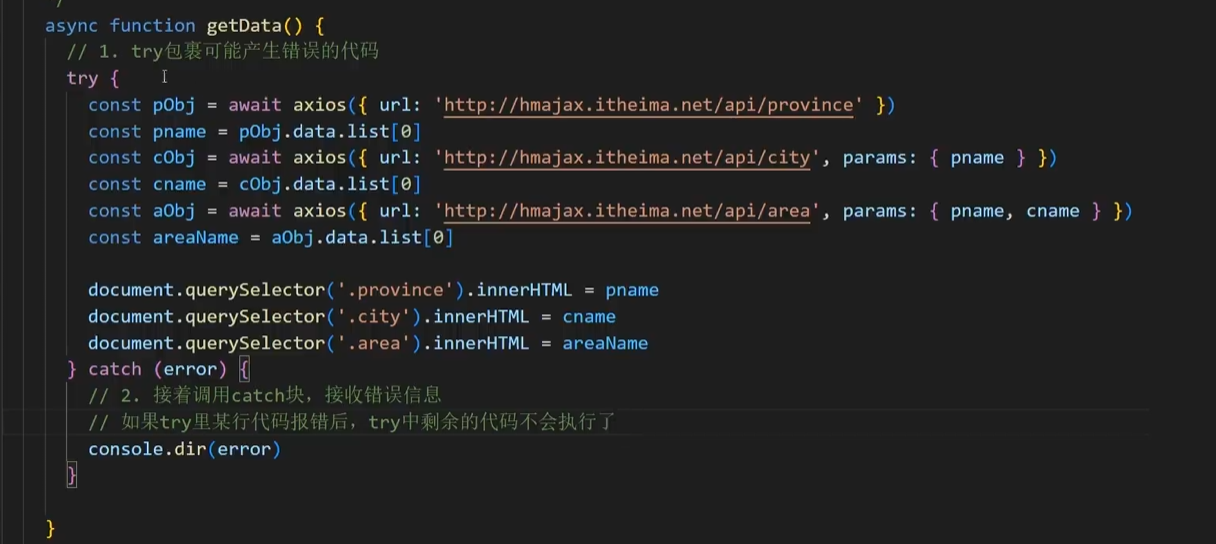 async function getData() {
// 1. try包裹可能产生错误的代码
try {
const pObj = await axios({ url: 'http://hmajax.itheima.net/api/province' })
const pname = pObj.data.list[0]
const cObj = await axios({ url: 'http://hmajax.itheima.net/api/city', params: { pname } })
const cname = cObj.data.list[0]
const aObj = await axios({ url: 'http://hmajax.itheima.net/api/area', params: { pname, cname } })
const areaName = aObj.data.list[0]
document.querySelector('.province').innerHTML = pname
document.querySelector('.city').innerHTML = cname
document.querySelector('.area').innerHTML = areaName
} catch (error) {
// 2. 接着调用catch块，接收错误信息
// 如果try里某行代码报错后，try中剩余的代码不会执行了
console.dir(error)
}
}